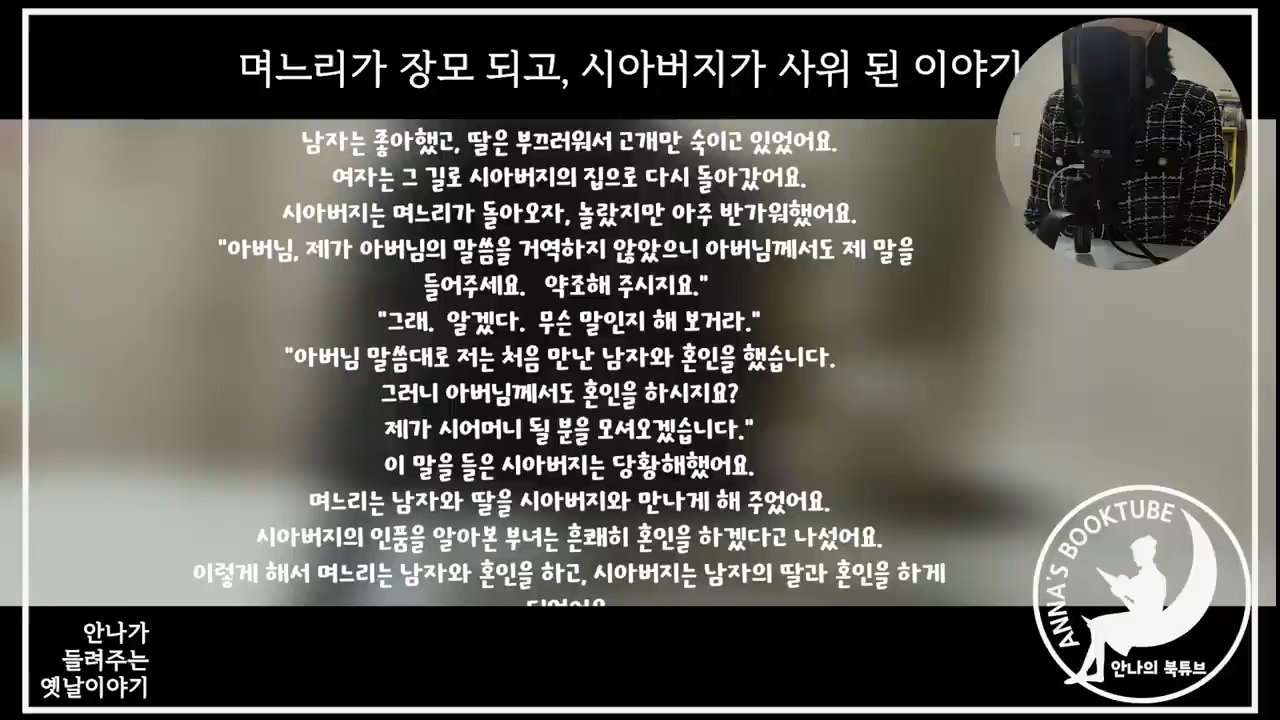 며느리가 장모 되고, 시아버지가 사위 된 이야기
남자는 좋아했고, 딸은 부끄러워서 고개만 숙이고 있었어요.
여자는 그 길로 시아버지의 집으로 다시 돌아갔어요.
시아버지는 며느리가 돌아오자, 놀랐지만 아주 반가워했어요.
"아버님, 제가 아버님의 말씀을 거역하지 않았으니 아버님께서도 제 말을
들어주세요. 약조해 주시지요."
"그래. 알겠다. 무슨 말인지 해 보거라."
"아버님 말씀대로 저는 처음 만난 남자와 혼인을 했습니다.
그러니 아버님께서도 혼인을 하시지요?
제가 시어머니 될 분을 모셔오겠습니다."
이 말을 들은 시아버지는 당황해했어요.
며느리는 남자와 딸을 시아버지와 만나게 해 주었어요.
시아버지의 인품을 알아본 부녀는 흔쾌히 혼인을 하겠다고 나섰어요.
이렇게 해서 며느리는 남자와 혼인을 하고, 시아버지는 남자의 딸과 혼인을 하게
안나가
들려주는
옛날이야기
ANNA'S BOOKTUBE
안나의 북튜브